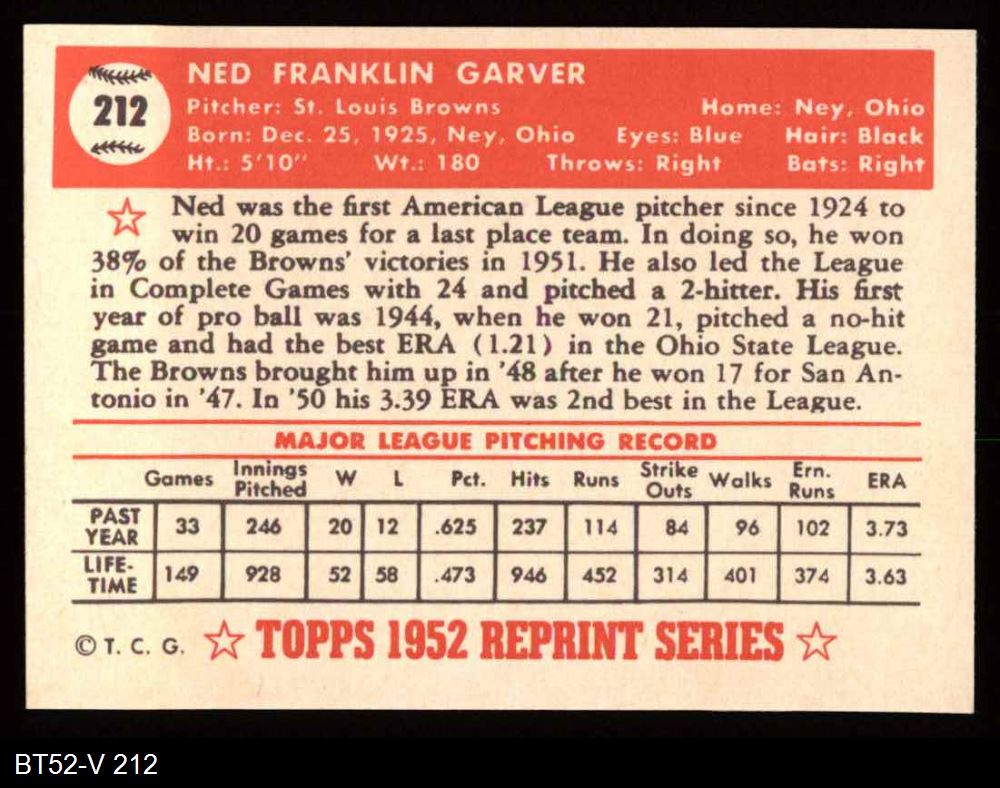 212
NED FRANKLIN GARVER
Pitcher: St. Louis Browns Home: Ney, Ohio
Born: Dec. 25, 1925, Ney, Ohio Eyes: Blue Hair: Black
Ht.: 5'10" Wt.: 180 Throws: Right Bats: Right
Ned was the first American League pitcher since 1924 to
win 20 games for a last place team. In doing so, he won
38% of the Browns' victories in 1951. He also led the League
in Complete Games with 24 and pitched a 2-hitter. His first
year of pro ball was 1944, when he won 21, pitched a no-hit
game and had the best ERA (1.21) in the Ohio State League.
The Browns brought him up in '48 after he won 17 for San An-
tonio in '47. In '50 his 3.39 ERA was 2nd best in the League.
MAJOR LEAGUE PITCHING RECORD
Games Innings Pitched W L Pct. Hits Runs Strike Outs Walks Ern. Runs ERA
PAST YEAR 33 246 20 12 .625 237 114 84 96 102 3.73
LIFE-TIME 149 928 52 58 .473 946 452 314 401 374 3.63
© T. C. G. TOPPS 1952 REPRINT SERIES
BT52-V 212